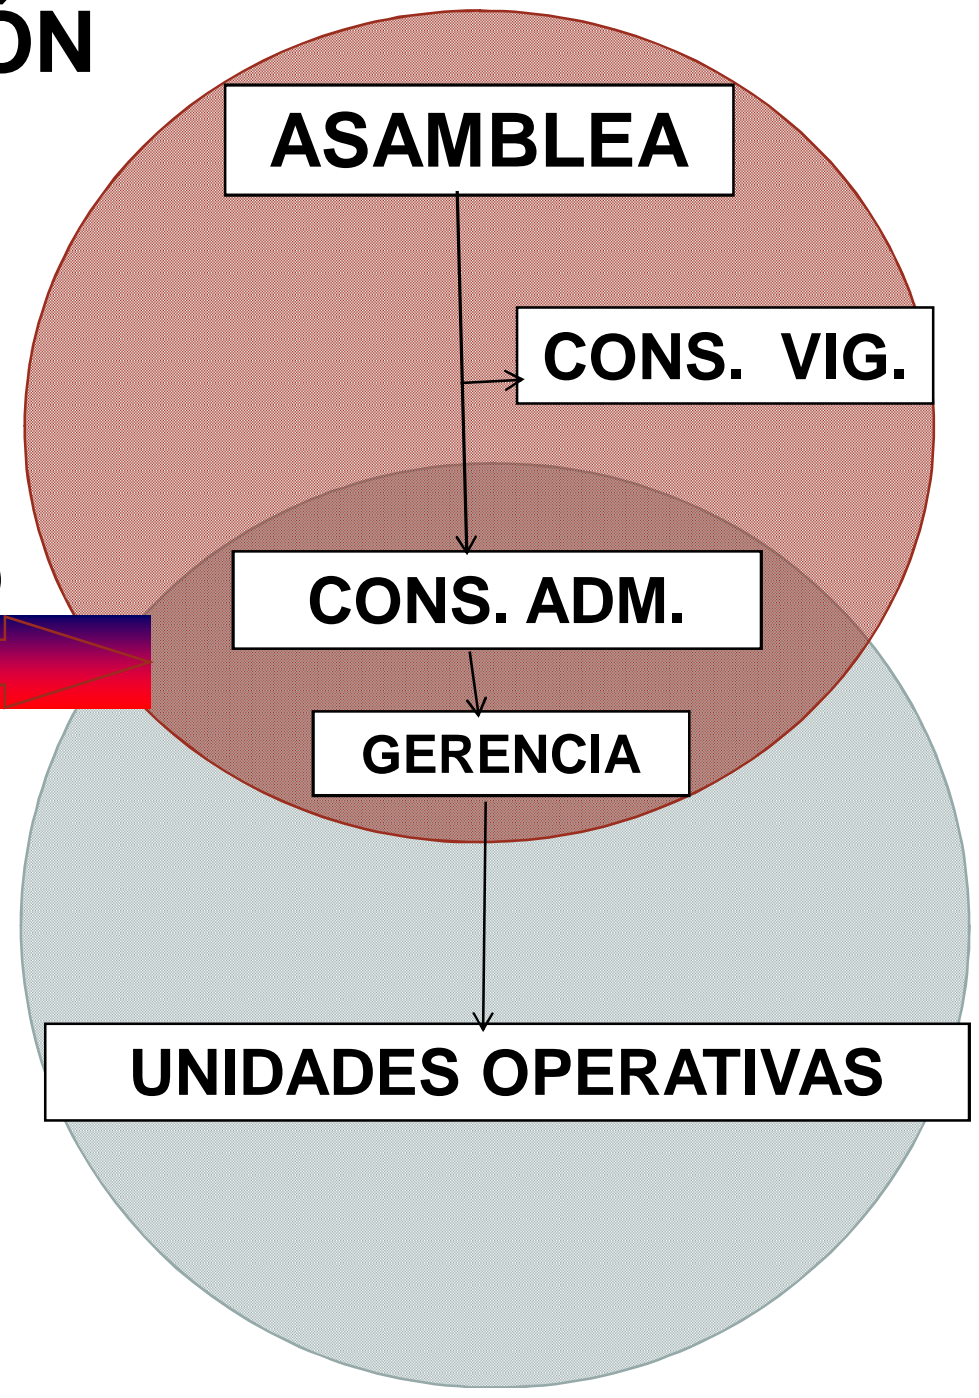 ÓN
ASAMBLEA
CONS. VIG.
CONS. ADM.
GERENCIA
UNIDADES OPERATIVAS